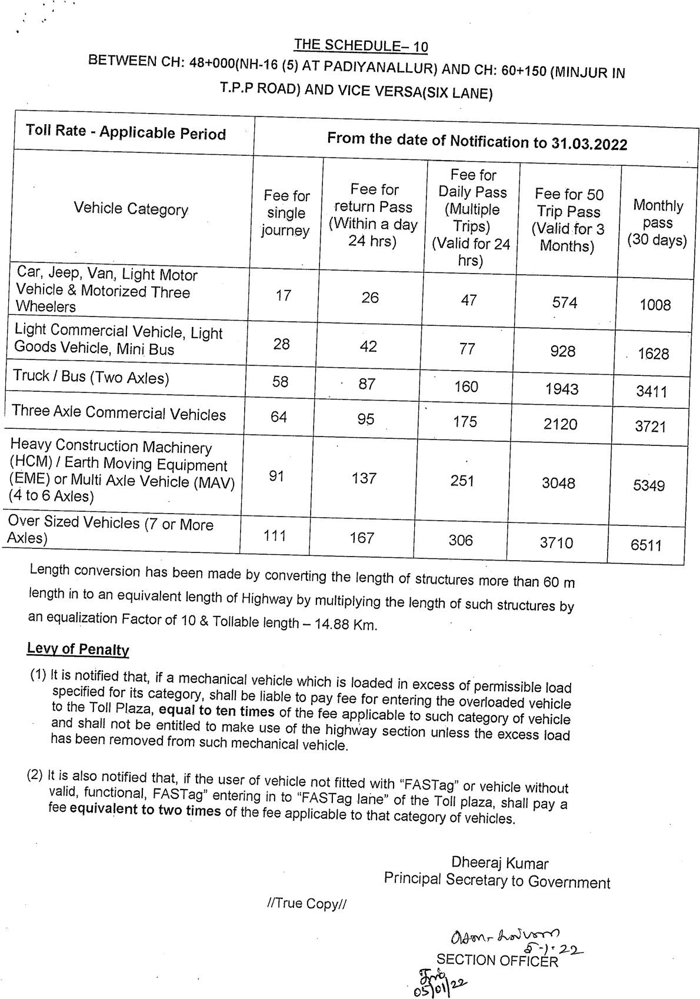 THE SCHEDULE– 10
BETWEEN CH: 48+000(NH-16 (5) AT PADIYANALLUR) AND CH: 60+150 (MINJUR IN
T.P.P ROAD) AND VICE VERSA(SIX LANE)
Toll Rate - Applicable Period
From the date of Notification to 31.03.2022
Vehicle Category
Fee for
single
journey
Fee for
return Pass
(Within a day
24 hrs)
Fee for
Daily Pass
(Multiple
Trips)
(Valid for 24
hrs)
Fee for 50
Trip Pass
(Valid for 3
Months)
Monthly
pass
(30 days)
Car, Jeep, Van, Light Motor
Vehicle & Motorized Three
Wheelers
17 26 47 574 1008
Light Commercial Vehicle, Light
Goods Vehicle, Mini Bus
28 42 77 928 1628
Truck / Bus (Two Axles) 58 87 160 1943 3411
Three Axle Commercial Vehicles 64 95 175 2120 3721
Heavy Construction Machinery
(HCM) / Earth Moving Equipment
(EME) or Multi Axle Vehicle (MAV)
(4 to 6 Axles)
91 137 251 3048 5349
Over Sized Vehicles (7 or More
Axles)
111 167 306 3710 6511
Length conversion has been made by converting the length of structures more than 60 m
length in to an equivalent length of Highway by multiplying the length of such structures by
an equalization Factor of 10 & Tollable length – 14.88 Km.
Levy of Penalty
(1) It is notified that, if a mechanical vehicle which is loaded in excess of permissible load
specified for its category, shall be liable to pay fee for entering the overloaded vehicle
to the Toll Plaza, equal to ten times of the fee applicable to such category of vehicle
and shall not be entitled to make use of the highway section unless the excess load
has been removed from such mechanical vehicle.
(2) It is also notified that, if the user of vehicle not fitted with “FASTag” or vehicle without
valid, functional, FASTag” entering in to “FASTag lane” of the Toll plaza, shall pay a
fee equivalent to two times of the fee applicable to that category of vehicles.
Dheeraj Kumar
Principal Secretary to Government
//True Copy//
5-1-22
SECTION OFFICER
05/01/22